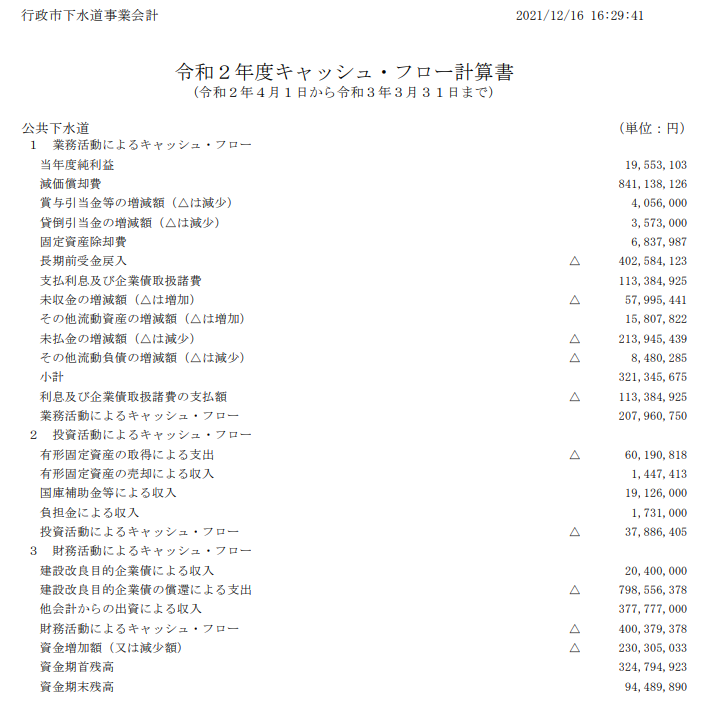 行政市下水道事業会計 2021/12/16 16:29:41
令和２年度キャッシュ・フロー計算書
（令和２年４月１日から令和３年３月３１日まで）
公共下水道 （単位：円）
１ 業務活動によるキャッシュ・フロー
当年度純利益 19,553,103
減価償却費 841,138,126
賞与引当金等の増減額（△は減少） 4,056,000
貸倒引当金の増減額（△は減少） 3,573,000
固定資産除却費 6,837,987
長期前受金戻入 △ 402,584,123
支払利息及び企業債取扱諸費 113,384,925
未収金の増減額（△は増加） △ 57,995,441
その他流動資産の増減額（△は増加） 15,807,822
未払金の増減額（△は減少） △ 213,945,439
その他流動負債の増減額（△は減少） △ 8,480,285
小計 321,345,675
利息及び企業債取扱諸費の支払額 △ 113,384,925
業務活動によるキャッシュ・フロー 207,960,750
２ 投資活動によるキャッシュ・フロー
有形固定資産の取得による支出 △ 60,190,818
有形固定資産の売却による収入 1,447,413
国庫補助金等による収入 19,126,000
負担金による収入 1,731,000
投資活動によるキャッシュ・フロー △ 37,886,405
３ 財務活動によるキャッシュ・フロー
建設改良目的企業債による収入 20,400,000
建設改良目的企業債の償還による支出 △ 798,556,378
他会計からの出資による収入 377,777,000
財務活動によるキャッシュ・フロー △ 400,379,378
資金増加額（又は減少額） △ 230,305,033
資金期首残高 324,794,923
資金期末残高 94,489,890